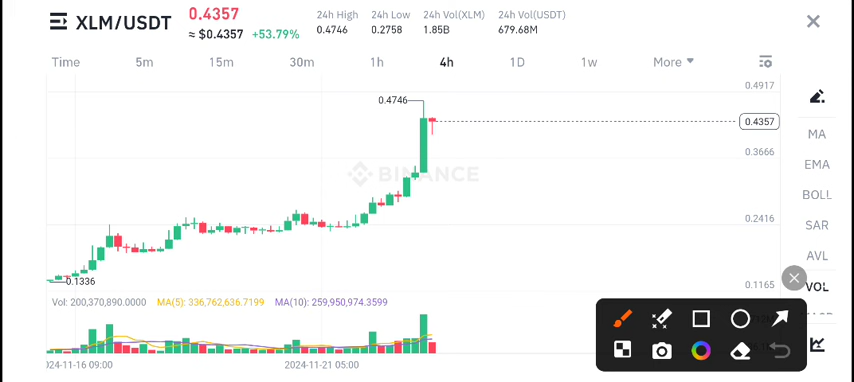 XLM/USDT
0.4357
≈ $0.4357 +53.79%
24h High 24h Low 24h Vol(XLM) 24h Vol(USDT)
0.4746 0.2758 1.85B 679.68M
Time 5m 15m 30m 1h 4h 1D 1w More
0.4917
0.4746
0.4357
0.3666
BINANCE
0.2416
0.1336
0.1165
Vol: 200,370,890.0000 MA(5): 336,762,636.7199 MA(10): 259,950,974.3599
2024-11-16 09:00 2024-11-21 05:00
MA
EMA
BOLL
SAR
AVL
VOL